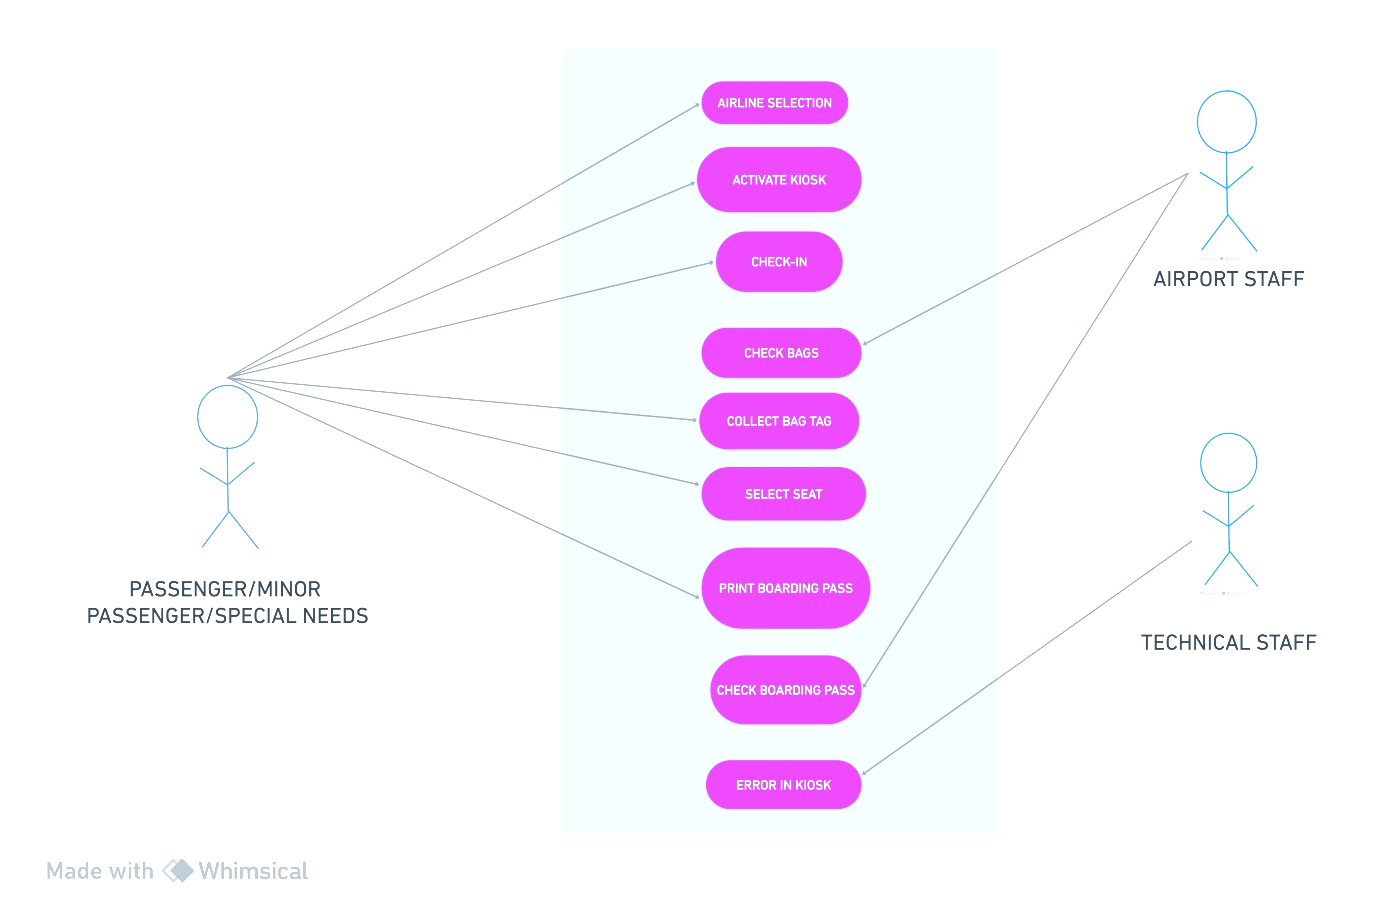 AIRLINE SELECTION
ACTIVATE KIOSK
CHECK-IN
CHECK BAGS
COLLECT BAG TAG
SELECT SEAT
PRINT BOARDING PASS
CHECK BOARDING PASS
ERROR IN KIOSK
PASSENGER/MINOR
PASSENGER/SPECIAL NEEDS
AIRPORT STAFF
TECHNICAL STAFF
Made with Whimsical